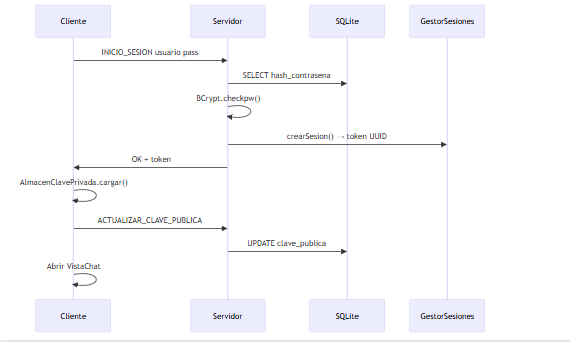 Cliente
Servidor
SQLite
GestorSesiones
INICIO_SESION usuario pass
SELECT hash_contrasena
BCrypt.checkpw()
crearSesion() → token UUID
OK + token
AlmacenClavePrivada.cargar()
ACTUALIZAR_CLAVE_PUBLICA
UPDATE clave_publica
Abrir VistaChat
Cliente
Servidor
SQLite
GestorSesiones